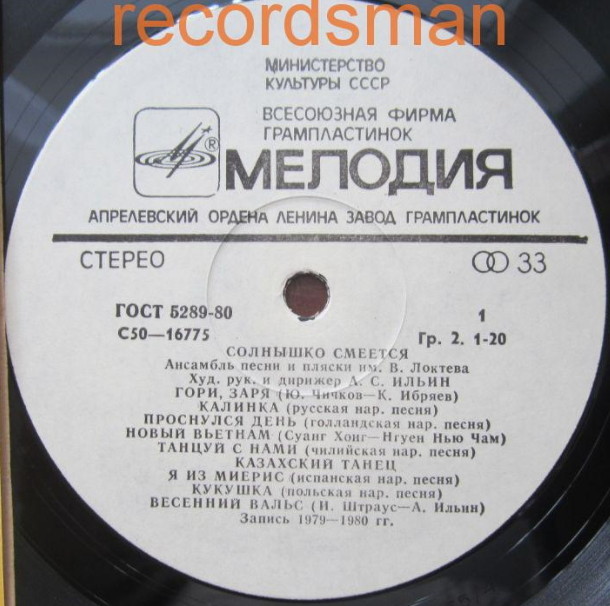 recordsman
МИНИСТЕРСТВО
КУЛЬТУРЫ СССР
ВСЕСОЮЗНАЯ ФИРМА
ГРАМПЛАСТИНОК
®
МЕЛОДИЯ
АПРЕЛЕВСКИЙ ОРДЕНА ЛЕНИНА ЗАВОД ГРАМПЛАСТИНОК
СТЕРЕО 33
ГОСТ 5289-80 1
С50—16775 Гр. 2. 1-20
СОЛНЫШКО СМЕЕТСЯ
Ансамбль песни и пляски им. В. Локтева
Худ. рук. и дирижер А. С. ИЛЬИН
ГОРИ, ЗАРЯ (Ю. Чичков—К. Ибряев)
КАЛИНКА (русская нар. песня)
ПРОСНУЛСЯ ДЕНЬ (голландская нар. песня)
НОВЫЙ ВЬЕТНАМ (Суанг Хонг—Нгуен Нью Чам)
ТАНЦУЙ С НАМИ (чилийская нар. песня)
КАЗАХСКИЙ ТАНЕЦ
Я ИЗ МИЕРИС (испанская нар. песня)
КУКУШКА (польская нар. песня)
ВЕСЕННИЙ ВАЛЬС (И. Штраус—А. Ильин)
Запись 1979—1980 гг.